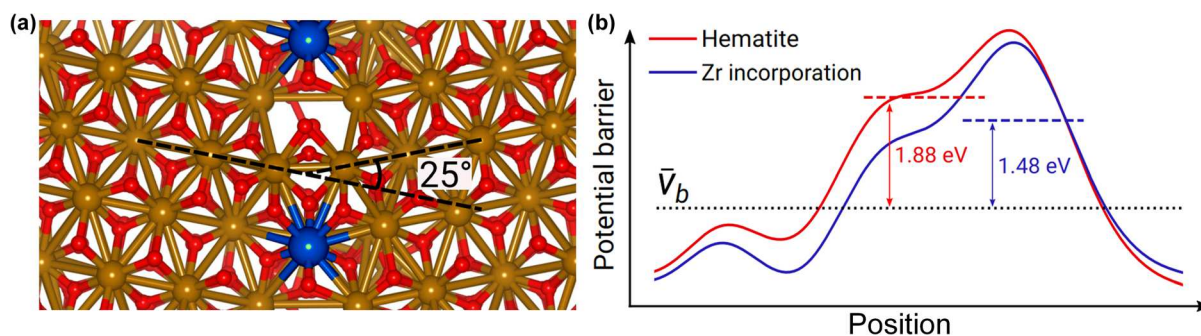 (a)
25°
(b)
Potential barrier
Hematite
Zr incorporation
1.88 eV
1.48 eV
V̄b
Position